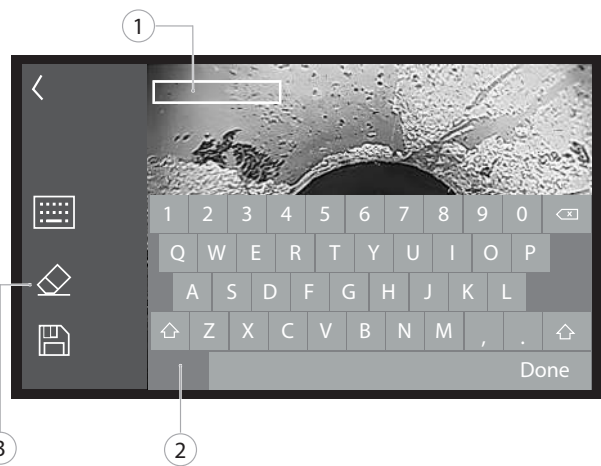 1
1 2 3 4 5 6 7 8 9 0
Q W E R T Y U I O P
A S D F G H J K L
Z X C V B N M , .
Done
3
2